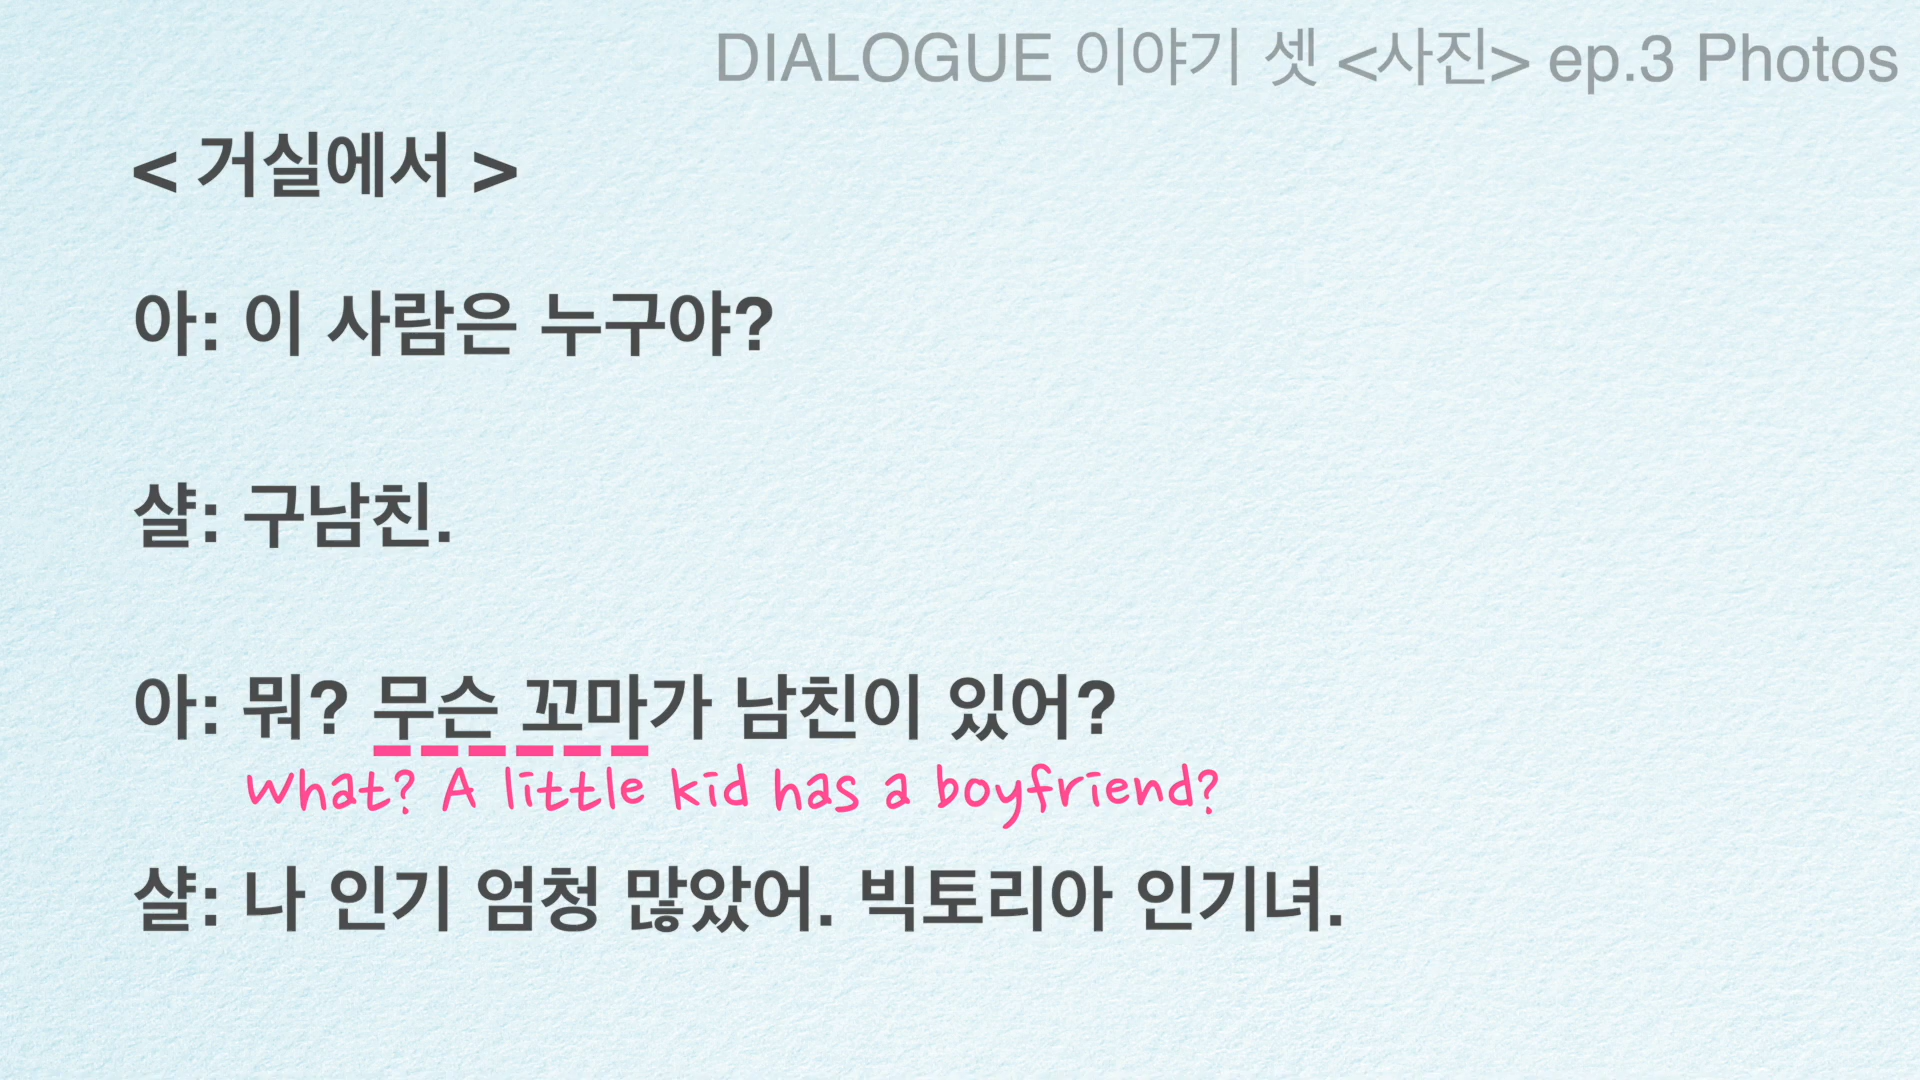 DIALOGUE 이야기 셋 <사진> ep.3 Photos
< 거실에서 >
아: 이 사람은 누구야?
샬: 구남친.
아: 뭐? 무슨 꼬마가 남친이 있어?
What? A little kid has a boyfriend?
샬: 나 인기 엄청 많았어. 빅토리아 인기녀.